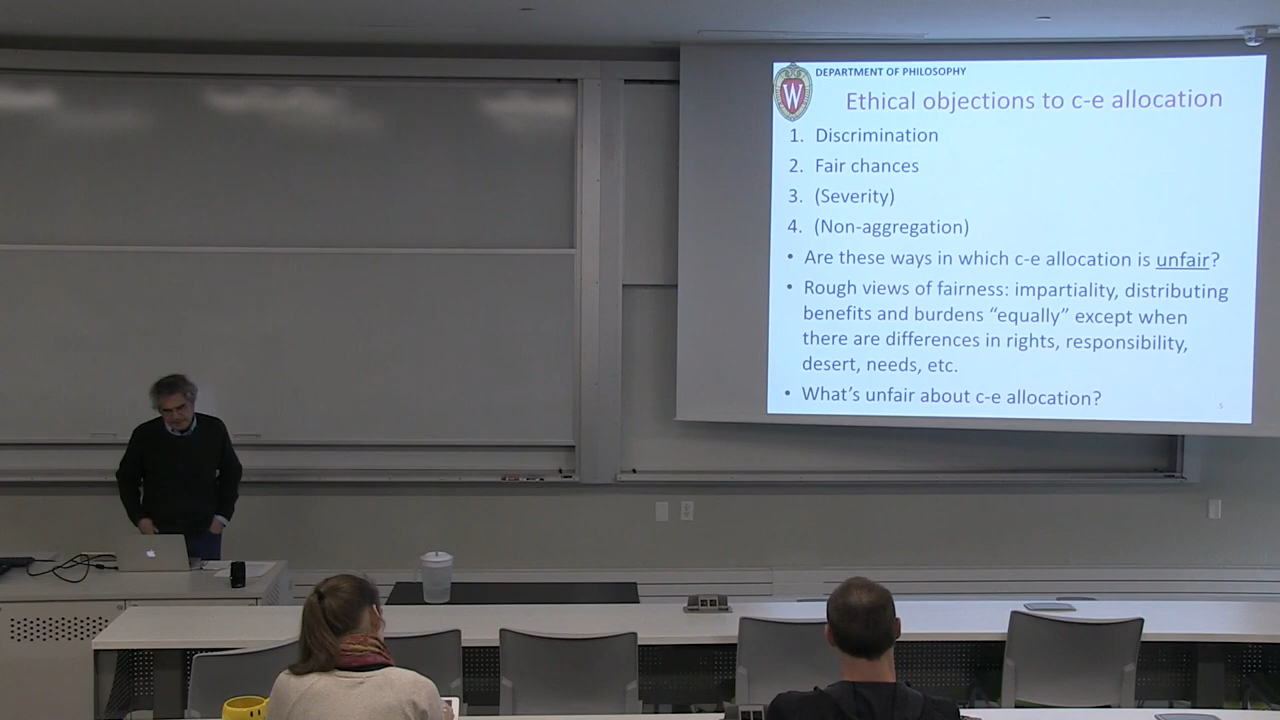 DEPARTMENT OF PHILOSOPHY
W
Ethical objections to c-e allocation
1. Discrimination
2. Fair chances
3. (Severity)
4. (Non-aggregation)
• Are these ways in which c-e allocation is unfair?
• Rough views of fairness: impartiality, distributing
benefits and burdens “equally” except when
there are differences in rights, responsibility,
desert, needs, etc.
• What's unfair about c-e allocation?
5